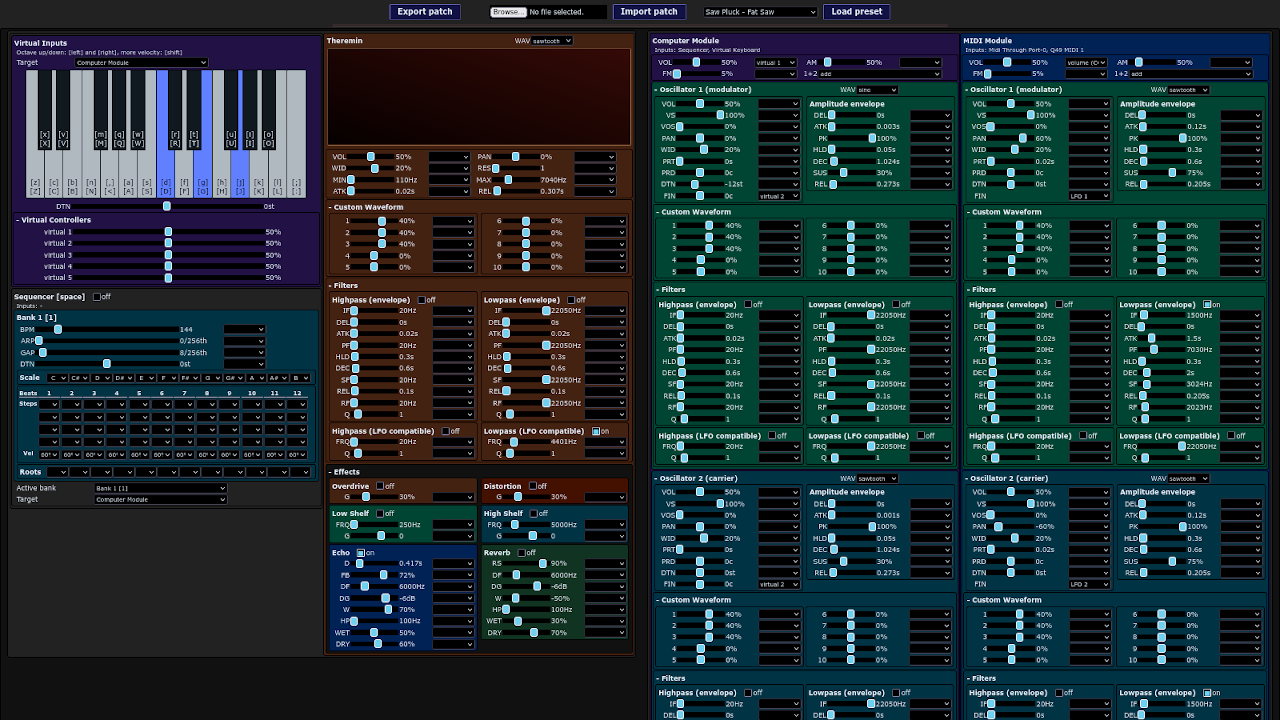 Export patch
Browse... No file selected.
Import patch
Saw Pluck - Fat Saw
Load preset
Virtual Inputs
Octave up/down: [left] and [right], more velocity: [shift]
Target Computer Module
DTN 0st
- Virtual Controllers
virtual 1 50%
virtual 2 50%
virtual 3 50%
virtual 4 50%
virtual 5 50%
Sequencer [space] off
Inputs: -
Bank 1 [1]
BPM 144
ARP 0/256th
GAP 8/256th
DTN 0st
Scale C C# D D# E F F# G G# A A# B
Beats 1 2 3 4 5 6 7 8 9 10 11 12
Steps
Vel
Roots
Active bank Bank 1 [1]
Target Computer Module
Theremin WAV sawtooth
VOL 50% PAN 0%
WID 20% RES 1
MIN 110Hz MAX 7040Hz
ATK 0.02s REL 0.307s
- Custom Waveform
1 40% 6 0%
2 40% 7 0%
3 40% 8 0%
4 0% 9 0%
5 0% 10 0%
- Filters
Highpass (envelope) off Lowpass (envelope) off
IF 20Hz IF 22050Hz
DEL 0s DEL 0s
ATK 0.02s ATK 0.02s
PF 20Hz PF 22050Hz
HLD 0.3s HLD 0.3s
DEC 0.6s DEC 0.6s
SF 20Hz SF 22050Hz
REL 0.1s REL 0.1s
RF 20Hz RF 22050Hz
Q 1 Q 1
Highpass (LFO compatible) off Lowpass (LFO compatible) on
FRQ 20Hz FRQ 4401Hz
Q 1 Q 1
- Effects
Overdrive off Distortion off
G 30% G 30%
Low Shelf off High Shelf off
FRQ 250Hz FRQ 5000Hz
G 0 G 0
Echo on Reverb off
D 0.417s RS 90%
FB 72% DF 6000Hz
DF 6000Hz DG -6dB
DG -6dB W -50%
W 70% HP 100Hz
HP 100Hz WET 30%
WET 50% DRY 70%
DRY 60%
Computer Module
Inputs: Sequencer, Virtual Keyboard
VOL 50% virtual 1 AM 50%
FM 5% 1+2 add
- Oscillator 1 (modulator) WAV sine
VOL 50% Amplitude envelope
VS 100% DEL 0s
VOS 0% ATK 0.003s
PAN 0% PK 100%
WID 20% HLD 0.05s
PRT 0s DEC 1.024s
PRD 0c SUS 30%
DTN -12st REL 0.273s
FIN 0c virtual 2
- Custom Waveform
1 40% 6 0%
2 40% 7 0%
3 40% 8 0%
4 0% 9 0%
5 0% 10 0%
- Filters
Highpass (envelope) off Lowpass (envelope) off
IF 20Hz IF 22050Hz
DEL 0s DEL 0s
ATK 0.02s ATK 0.02s
PF 20Hz PF 22050Hz
HLD 0.3s HLD 0.3s
DEC 0.6s DEC 0.6s
SF 20Hz SF 22050Hz
REL 0.1s REL 0.1s
RF 20Hz RF 22050Hz
Q 1 Q 1
Highpass (LFO compatible) off Lowpass (LFO compatible) off
FRQ 20Hz FRQ 22050Hz
Q 1 Q 1
- Oscillator 2 (carrier) WAV sawtooth
VOL 50% Amplitude envelope
VS 100% DEL 0s
VOS 0% ATK 0.001s
PAN 0% PK 100%
WID 20% HLD 0.05s
PRT 0s DEC 1.024s
PRD 0c SUS 30%
DTN 0st REL 0.273s
FIN 0c virtual 2
- Custom Waveform
1 40% 6 0%
2 40% 7 0%
3 40% 8 0%
4 0% 9 0%
5 0% 10 0%
- Filters
Highpass (envelope) off Lowpass (envelope) off
IF 20Hz IF 22050Hz
DEL 0s DEL 0s
MIDI Module
Inputs: Midi Through Port-0, Q49 MIDI 1
VOL 50% AM 50%
FM 5% 1+2 add
- Oscillator 1 (modulator) WAV sawtooth
VOL 50% Amplitude envelope
VS 100% DEL 0s
VOS 0% ATK 0.12s
PAN 60% PK 100%
WID 20% HLD 0.3s
PRT 0.02s DEC 0.6s
PRD 0c SUS 75%
DTN 0st REL 0.205s
FIN LFO 1
- Custom Waveform
1 40% 6 0%
2 40% 7 0%
3 40% 8 0%
4 0% 9 0%
5 0% 10 0%
- Filters
Highpass (envelope) off Lowpass (envelope) on
IF 20Hz IF 1500Hz
DEL 0s DEL 0s
ATK 0.02s ATK 1.5s
PF 20Hz PF 7030Hz
HLD 0.3s HLD 0.3s
DEC 0.6s DEC 2s
SF 20Hz SF 3024Hz
REL 0.1s REL 0.205s
RF 20Hz RF 2023Hz
Q 1 Q 1
Highpass (LFO compatible) off Lowpass (LFO compatible) off
FRQ 20Hz FRQ 22050Hz
Q 1 Q 1
- Oscillator 2 (carrier) WAV sawtooth
VOL 50% Amplitude envelope
VS 100% DEL 0s
VOS 0% ATK 0.12s
PAN -60% PK 100%
WID 20% HLD 0.3s
PRT 0.02s DEC 0.6s
PRD 0c SUS 75%
DTN 0st REL 0.205s
FIN LFO 2
- Custom Waveform
1 40% 6 0%
2 40% 7 0%
3 40% 8 0%
4 0% 9 0%
5 0% 10 0%
- Filters
Highpass (envelope) off Lowpass (envelope) on
IF 20Hz IF 1500Hz
DEL 0s DEL 0s